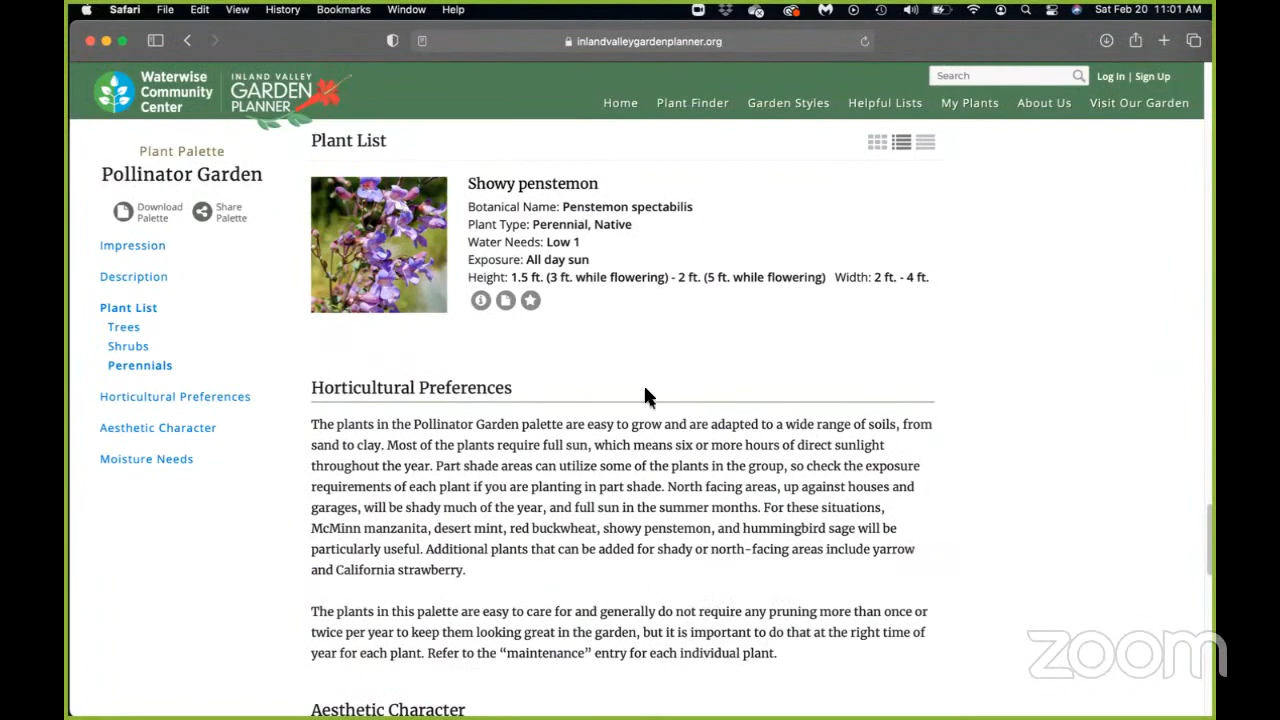 Safari File Edit View History Bookmarks Window Help Sat Feb 20 11:01 AM
inlandvalleygardenplanner.org
Waterwise
Community
Center
INLAND VALLEY
GARDEN
PLANNER
Search
Log In | Sign Up
Home Plant Finder Garden Styles Helpful Lists My Plants About Us Visit Our Garden
Plant Palette
Pollinator Garden
Download
Palette
Share
Palette
Impression
Description
Plant List
Trees
Shrubs
Perennials
Horticultural Preferences
Aesthetic Character
Moisture Needs
Plant List
Showy penstemon
Botanical Name: Penstemon spectabilis
Plant Type: Perennial, Native
Water Needs: Low 1
Exposure: All day sun
Height: 1.5 ft. (3 ft. while flowering) - 2 ft. (5 ft. while flowering) Width: 2 ft. - 4 ft.
Horticultural Preferences
The plants in the Pollinator Garden palette are easy to grow and are adapted to a wide range of soils, from
sand to clay. Most of the plants require full sun, which means six or more hours of direct sunlight
throughout the year. Part shade areas can utilize some of the plants in the group, so check the exposure
requirements of each plant if you are planting in part shade. North facing areas, up against houses and
garages, will be shady much of the year, and full sun in the summer months. For these situations,
McMinn manzanita, desert mint, red buckwheat, showy penstemon, and hummingbird sage will be
particularly useful. Additional plants that can be added for shady or north-facing areas include yarrow
and California strawberry.
The plants in this palette are easy to care for and generally do not require any pruning more than once or
twice per year to keep them looking great in the garden, but it is important to do that at the right time of
year for each plant. Refer to the “maintenance” entry for each individual plant.
Aesthetic Character
zoom